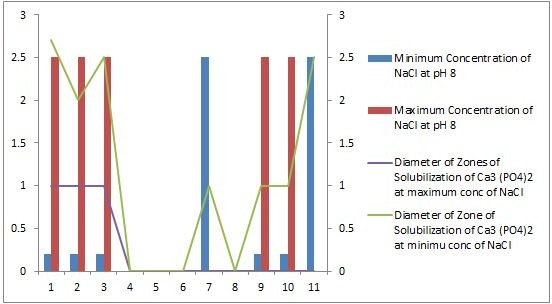 3
2.5
2
1.5
1
0.5
0
3
2.5
2
1.5
1
0.5
0
1 2 3 4 5 6 7 8 9 10 11
Minimum Concentration of
NaCl at pH 8
Maximum Concentration of
NaCl at pH 8
Diameter of Zones of
Solubilization of Ca3 (PO4)2
at maximum conc of NaCl
Diameter of Zone of
Solubilization of Ca3 (PO4)2
at minimu conc of NaCl